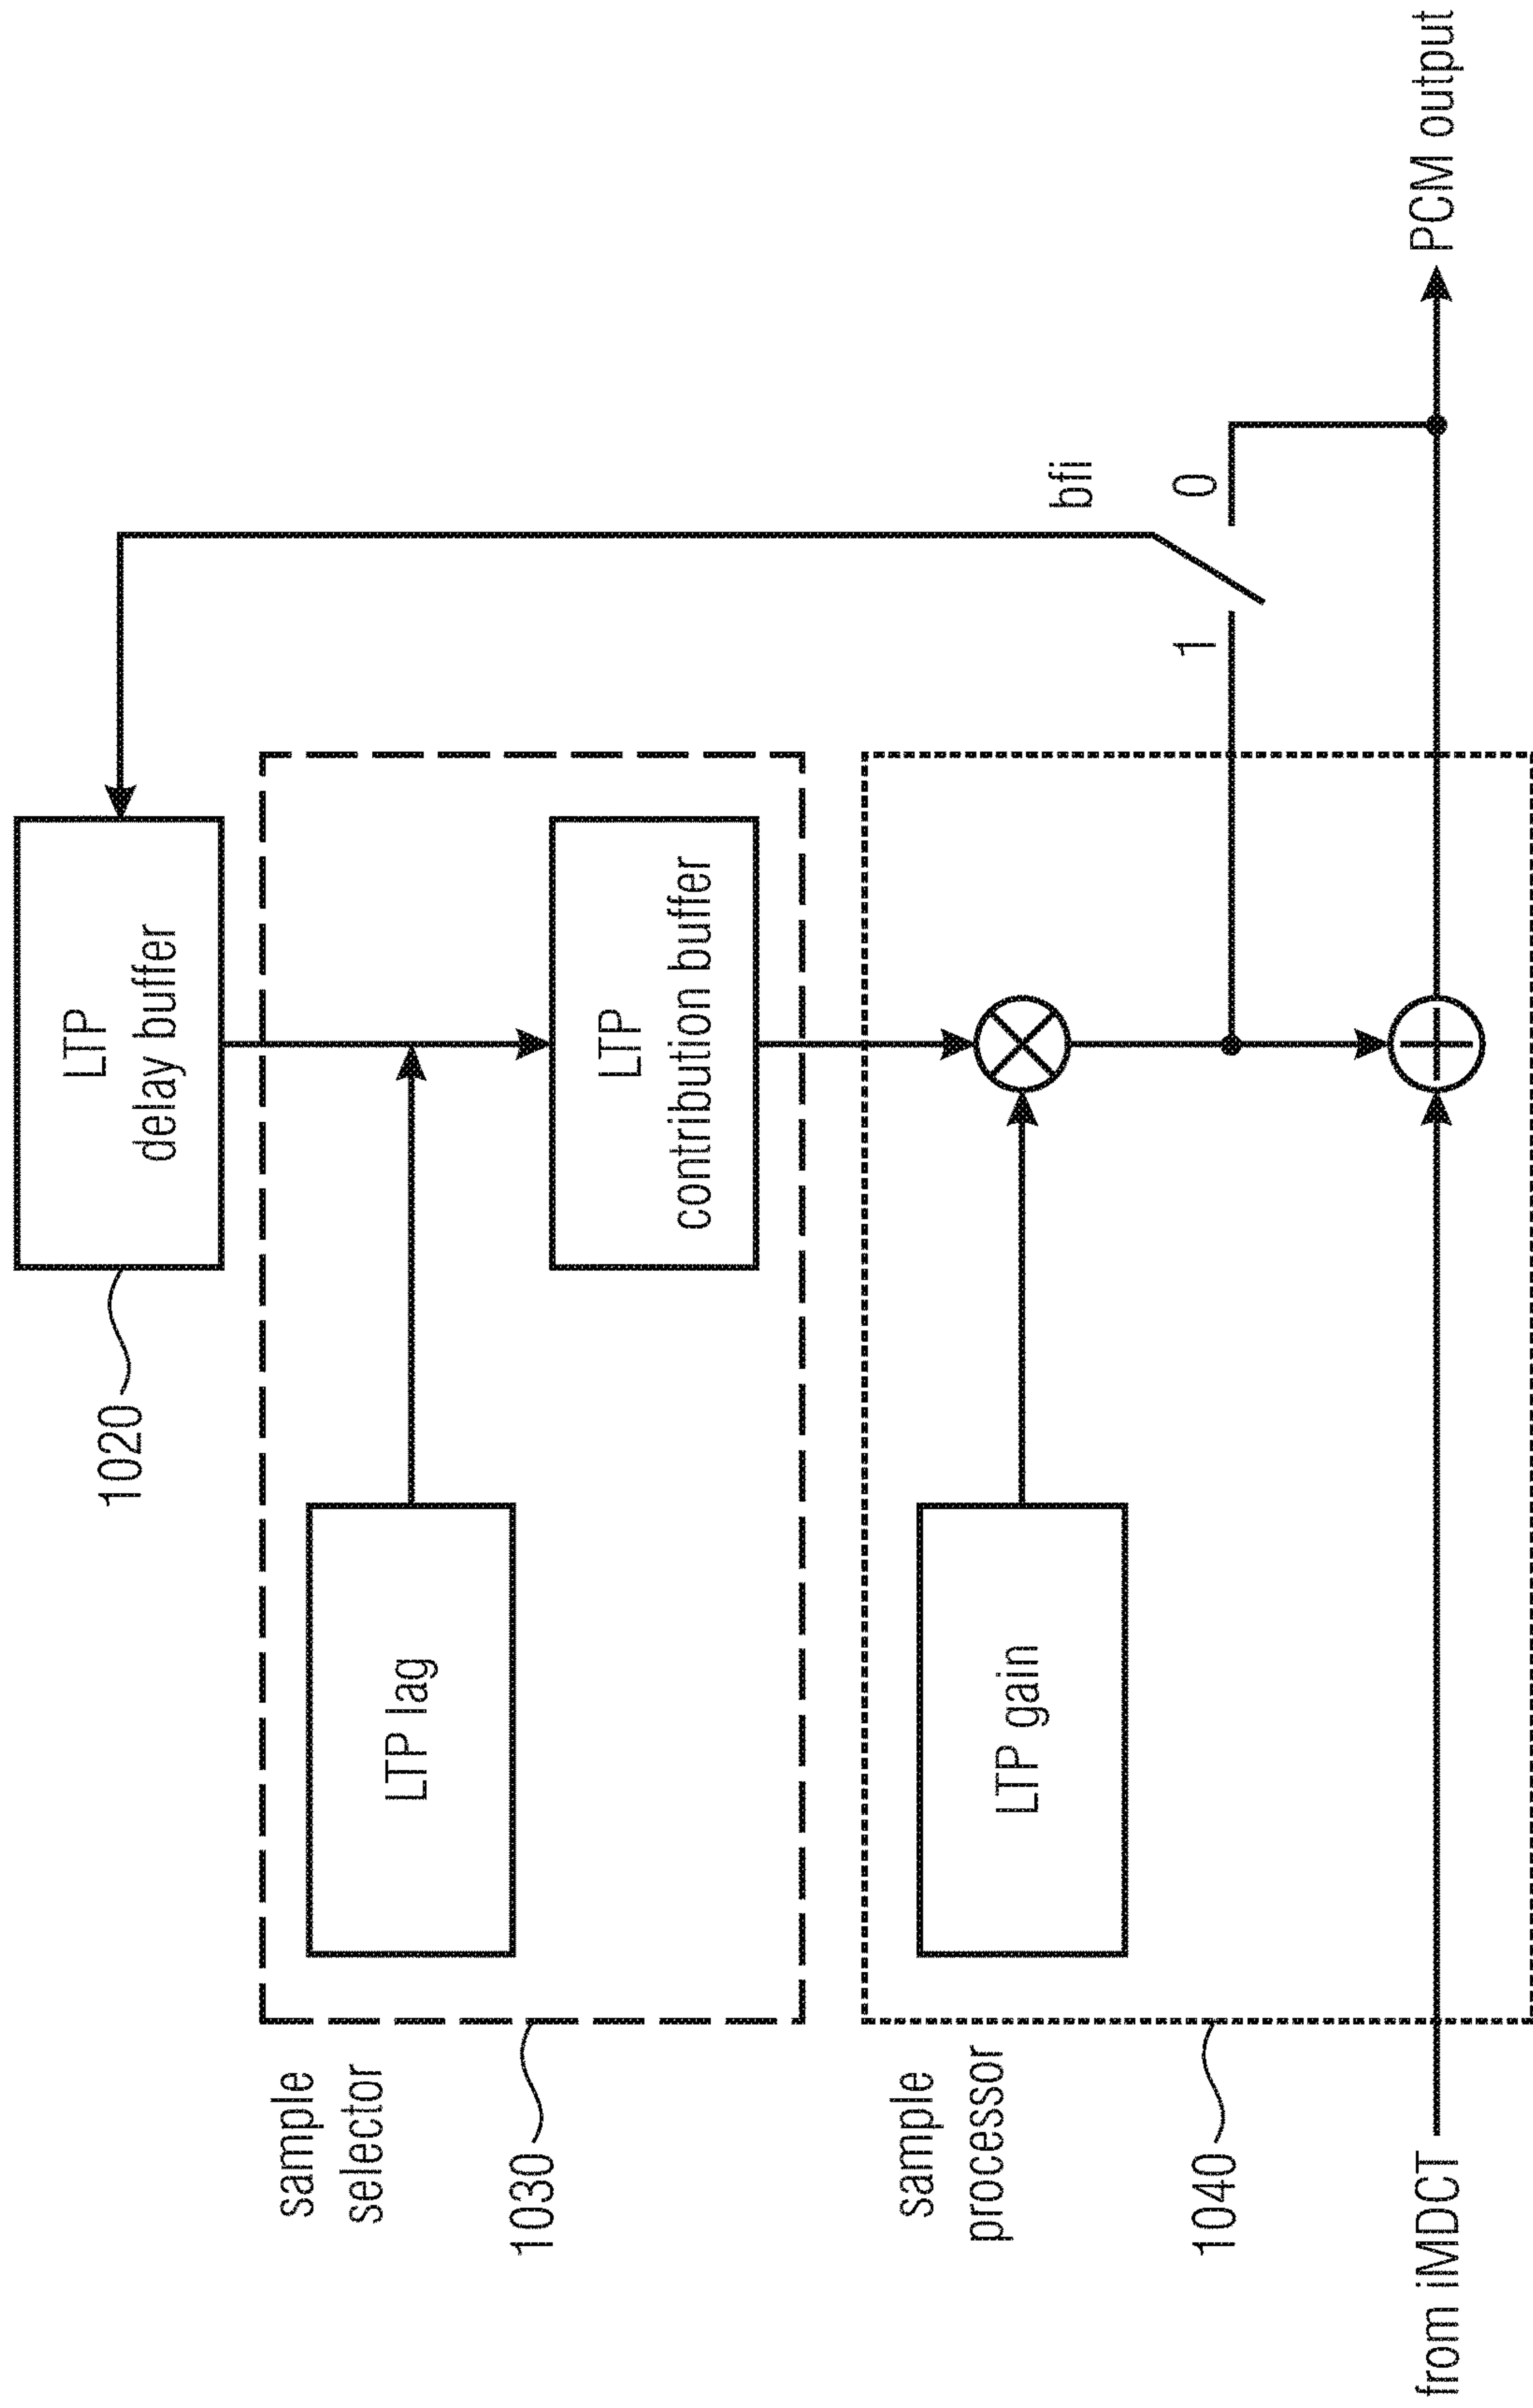 LTP
delay buffer
1020
sample
selector
1030
LTP lag
LTP
contribution buffer
sample
processor
1040
LTP gain
bfi
1
0
from iMDCT
PCM output